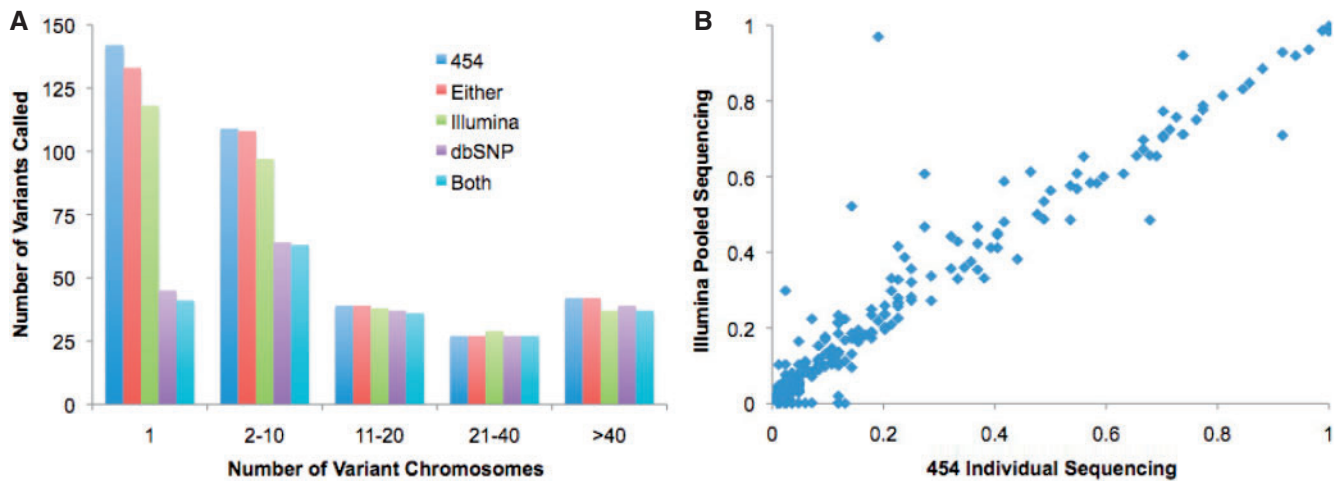 A
150
125
100
75
50
25
0
Number of Variants Called
454
Either
Illumina
dbSNP
Both
1 2-10 11-20 21-40 >40
Number of Variant Chromosomes
B
1
0.8
0.6
0.4
0.2
0
Illumina Pooled Sequencing
0 0.2 0.4 0.6 0.8 1
454 Individual Sequencing